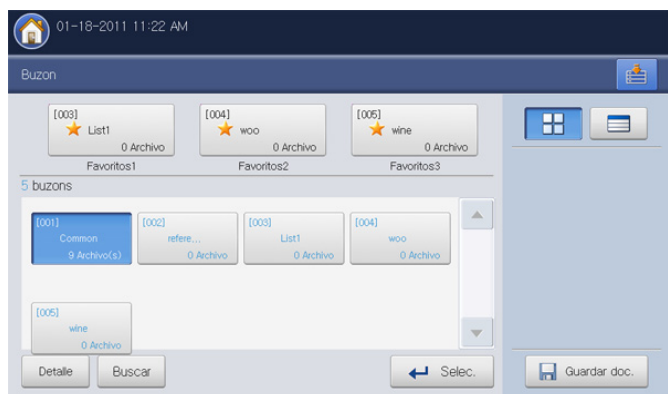 01-18-2011 11:22 AM
Buzon
[003]
List1
0 Archivo
Favoritos1
[004]
woo
0 Archivo
Favoritos2
[005]
wine
0 Archivo
Favoritos3
5 buzons
[001]
Common
9 Archivo(s)
[002]
refere...
0 Archivo
[003]
List1
0 Archivo
[004]
woo
0 Archivo
[005]
wine
0 Archivo
Detalle
Buscar
Selec.
Guardar doc.